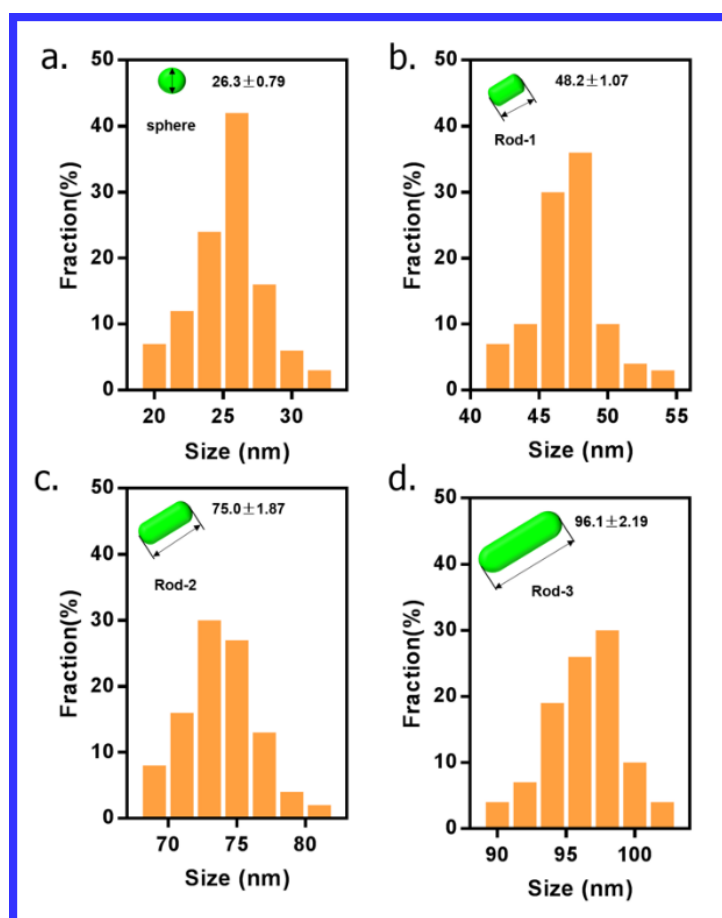 a.
26.3±0.79
sphere
Fraction(%)
50
40
30
20
10
0
20 25 30
Size (nm)
b.
48.2±1.07
Rod-1
Fraction(%)
50
40
30
20
10
0
40 45 50 55
Size (nm)
c.
75.0±1.87
Rod-2
Fraction(%)
50
40
30
20
10
0
70 75 80
Size (nm)
d.
96.1±2.19
Rod-3
Fraction(%)
50
40
30
20
10
0
90 95 100
Size (nm)